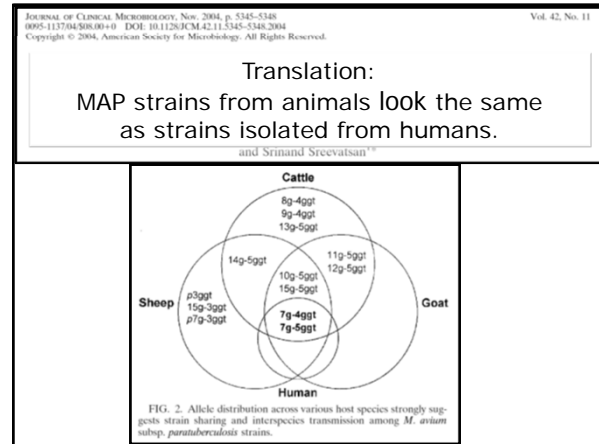 JOURNAL OF CLINICAL MICROBIOLOGY, Nov. 2004, p. 5345–5348
Vol. 42, No. 11
0095-1137/04/$08.00+0 DOI: 10.1128/JCM.42.11.5345–5348.2004
Copyright © 2004, American Society for Microbiology. All Rights Reserved.
Translation:
MAP strains from animals look the same
as strains isolated from humans.
and Srinand Sreevatsan
Cattle
8g-4ggt
9g-4ggt
13g-5ggt
14g-5ggt
11g-5ggt
12g-5ggt
10g-5ggt
15g-5ggt
Sheep
p3ggt
15g-3ggt
p7g-3ggt
Goat
7g-4ggt
7g-5ggt
Human
FIG. 2. Allele distribution across various host species strongly sug-
gests strain sharing and interspecies transmission among M. avium
subsp. paratuberculosis strains.